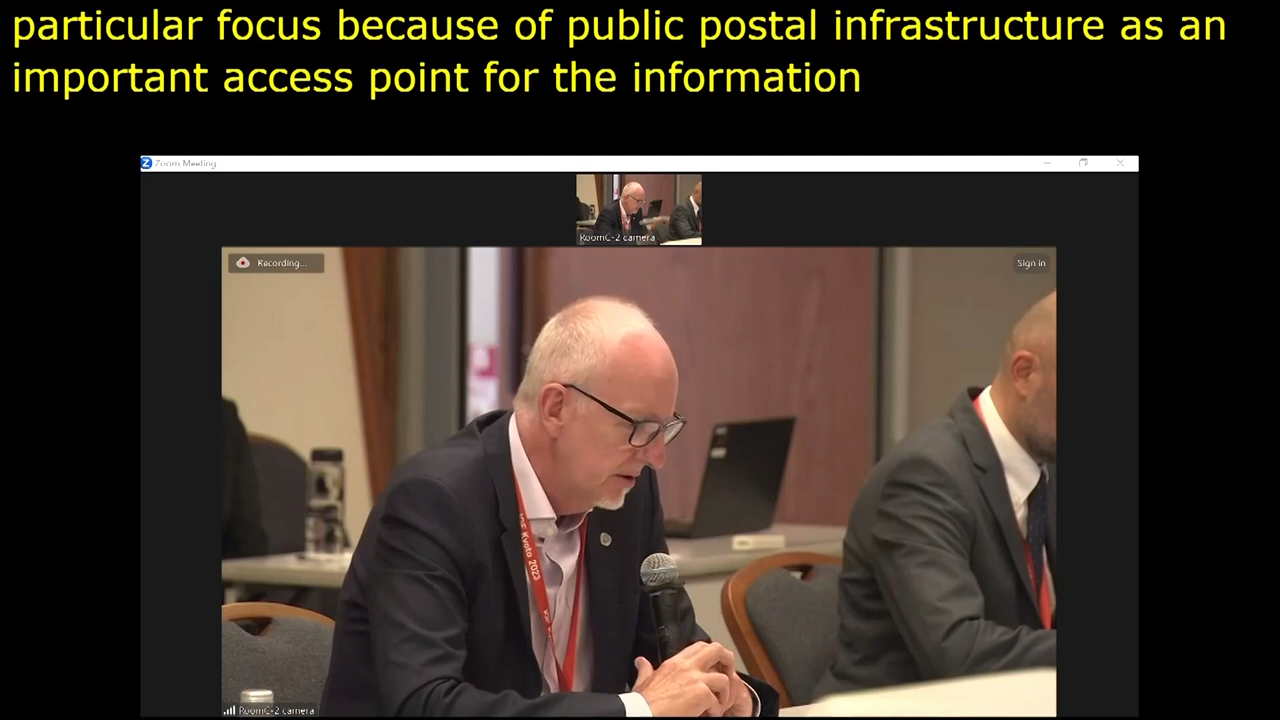 particular focus because of public postal infrastructure as an
important access point for the information
Zoom Meeting
RoomC-2 camera
Recording...
Sign in
IGF Kyoto 2023
RoomC-2 camera